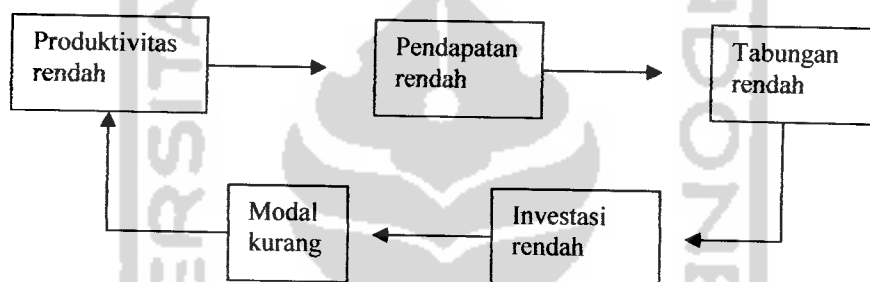 Produktivitas
rendah
Pendapatan
rendah
Tabungan
rendah
Modal
kurang
Investasi
rendah